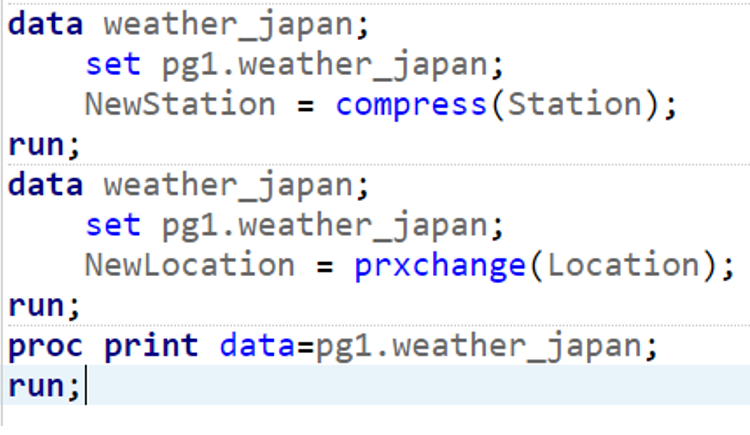 data weather_japan;
set pg1.weather_japan;
NewStation = compress(Station);
run;
data weather_japan;
set pg1.weather_japan;
NewLocation = prxchange(Location);
run;
proc print data=pg1.weather_japan;
run;